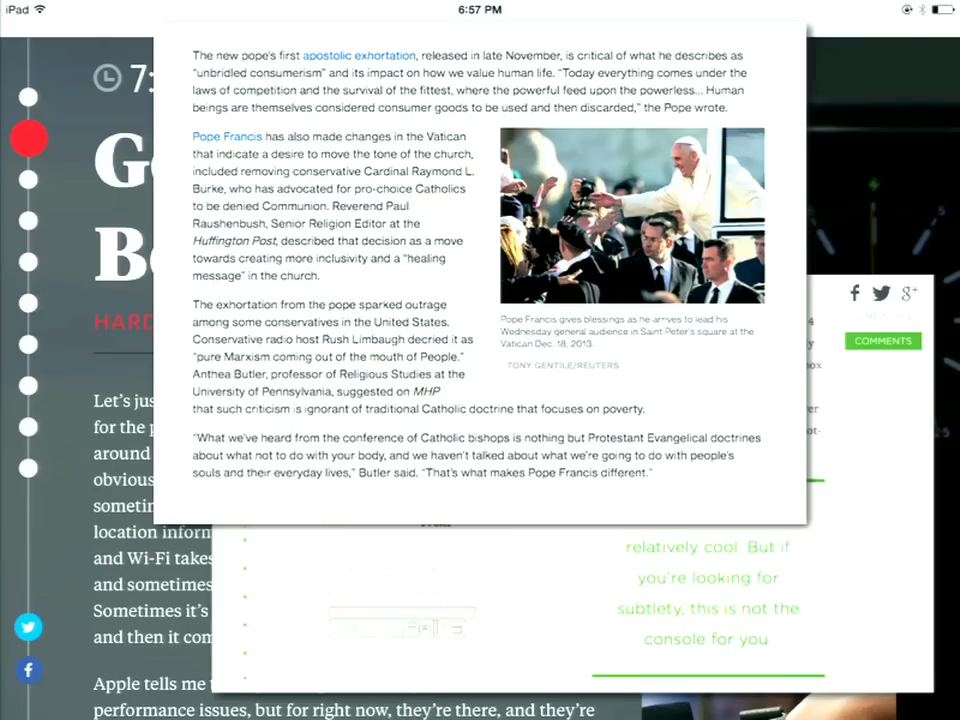 iPad
6:57 PM
The new pope's first apostolic exhortation, released in late November, is critical of what he describes as
"unbridled consumerism" and its impact on how we value human life. "Today everything comes under the
laws of competition and the survival of the fittest, where the powerful feed upon the powerless... Human
beings are themselves considered consumer goods to be used and then discarded," the Pope wrote.
Pope Francis has also made changes in the Vatican
that indicate a desire to move the tone of the church,
included removing conservative Cardinal Raymond L.
Burke, who has advocated for pro-choice Catholics
to be denied Communion. Reverend Paul
Raushenbush, Senior Religion Editor at the
Huffington Post, described that decision as a move
towards creating more inclusivity and a "healing
message" in the church.
The exhortation from the pope sparked outrage
among some conservatives in the United States.
Conservative radio host Rush Limbaugh decried it as
"pure Marxism coming out of the mouth of People."
Anthea Butler, professor of Religious Studies at the
University of Pennsylvania, suggested on MHP
that such criticism is ignorant of traditional Catholic doctrine that focuses on poverty.
"What we've heard from the conference of Catholic bishops is nothing but Protestant Evangelical doctrines
about what not to do with your body, and we haven't talked about what we're going to do with people's
souls and their everyday lives," Butler said. "That's what makes Pope Francis different."
Pope Francis gives blessings as he arrives to lead his
Wednesday general audience in Saint Peter's square at the
Vatican Dec. 18, 2013.
TONY GENTILE/REUTERS
7:
G
B
HARD
Let's jus
for the p
around
obvious
sometin
location inform
and Wi-Fi takes
and sometimes
Sometimes it's
and then it com
Apple tells me
performance issues, but for right now, they're there, and they're
COMMENTS
relatively cool. But if
you're looking for
subtlety, this is not the
console for you.
5